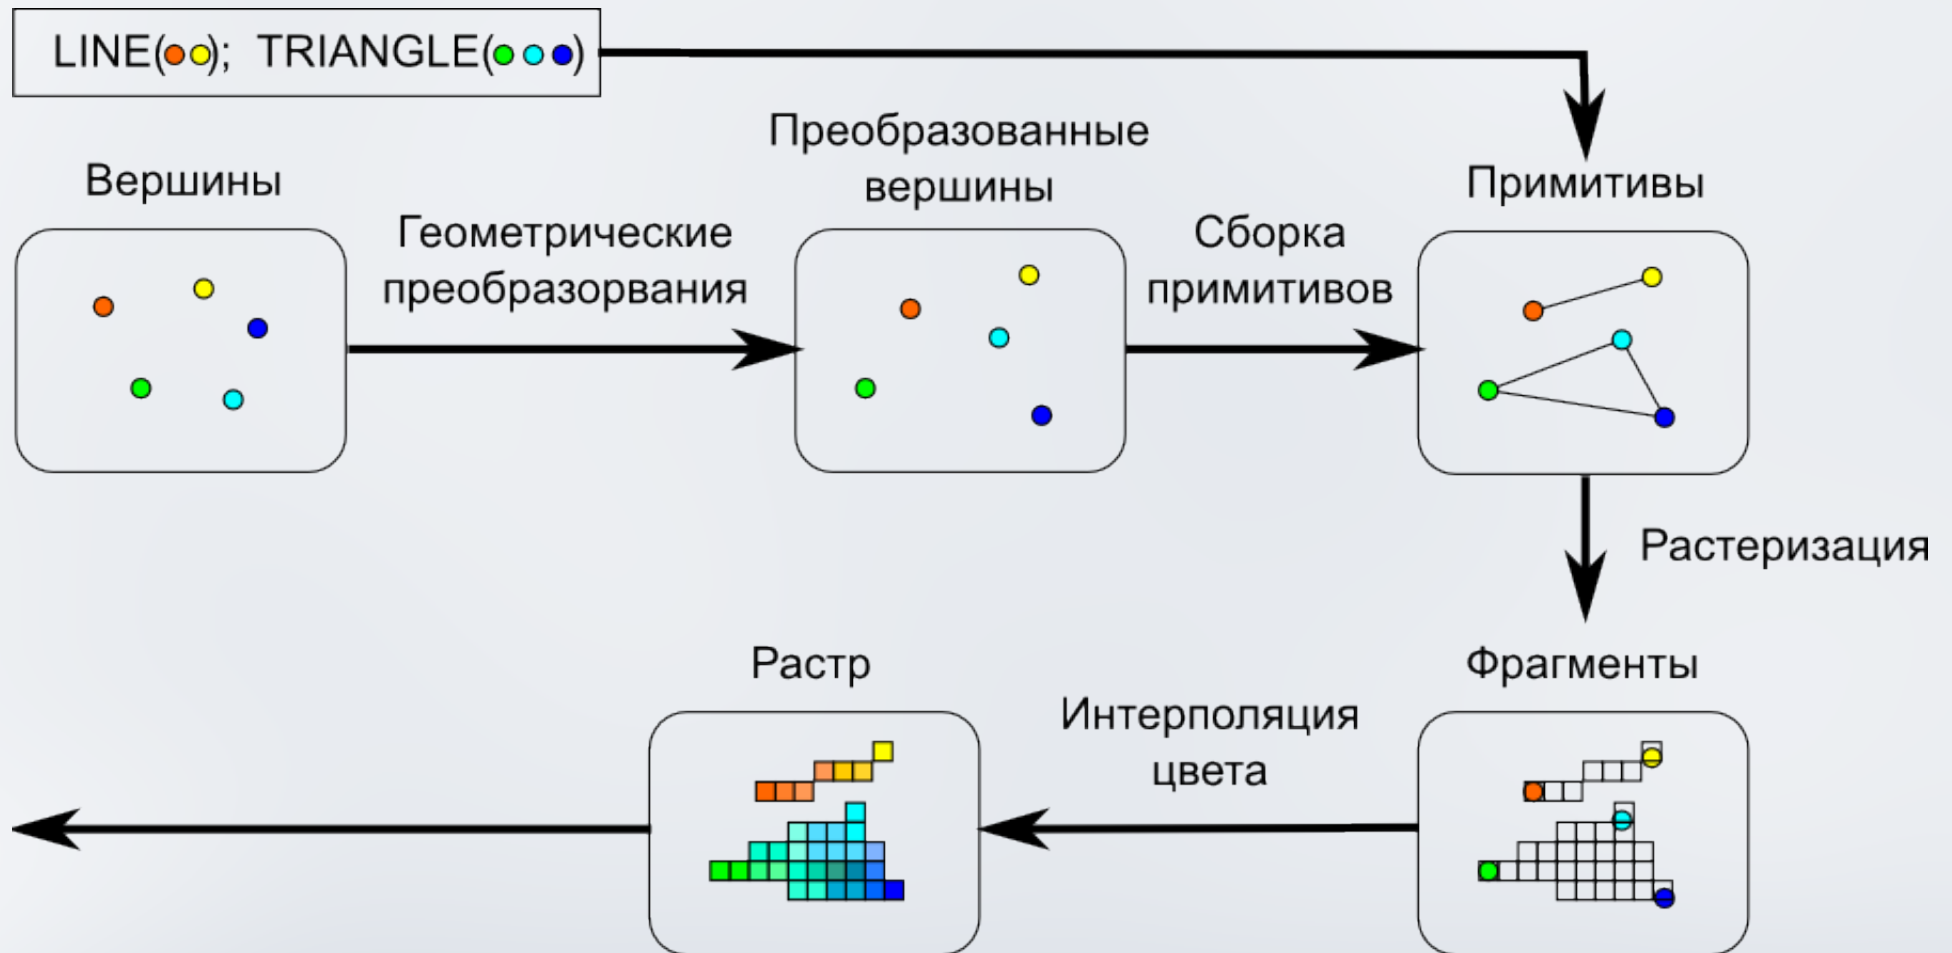 LINE( ); TRIANGLE( )
Вершины
Геометрические
преобразорвания
Преобразованные
вершины
Сборка
примитивов
Примитивы
Растеризация
Фрагменты
Интерполяция
цвета
Растр